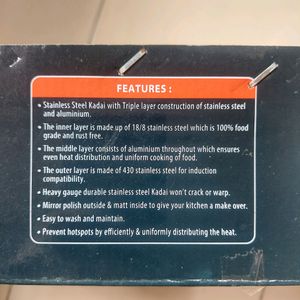 FEATURES :
• Stainless Steel Kadai with Triple layer construction of stainless steel
and aluminium.
• The inner layer is made up of 18/8 stainless steel which is 100% food
grade and rust free.
• The middle layer consists of aluminium throughout which ensures
even heat distribution and uniform cooking of food.
• The outer layer is made of 430 stainless steel for induction
compatibility.
• Heavy gauge durable stainless steel Kadai won't crack or warp.
• Mirror polish outside & matt inside to give your kitchen a make over.
• Easy to wash and maintain.
• Prevent hotspots by efficiently & uniformly distributing the heat.